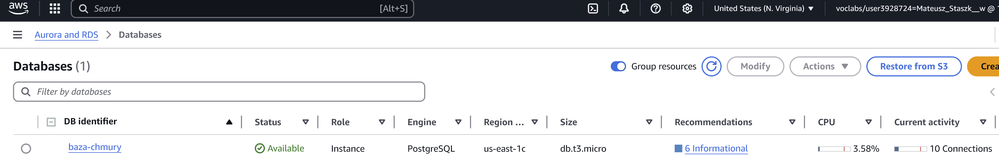 aws Search [Alt+S] United States (N. Virginia) voclabs/user3928724=Mateusz_Staszk__w @
Aurora and RDS Databases
Databases (1) Group resources Modify Actions Restore from S3
Filter by databases
DB identifier Status Role Engine Region ... Size Recommendations CPU Current activity
baza-chmury Available Instance PostgreSQL us-east-1c db.t3.micro 6 Informational 3.58% 10 Connections